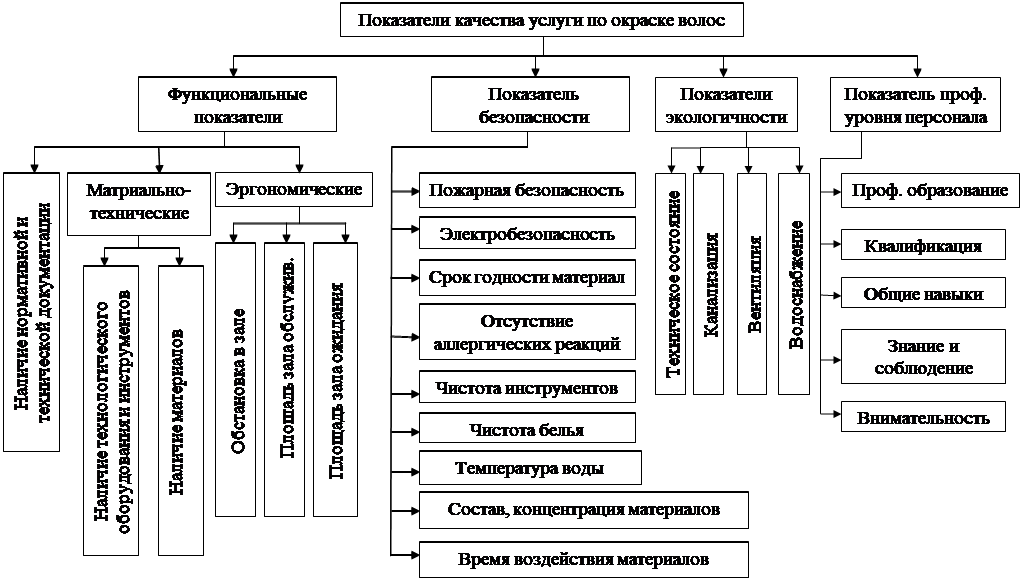 Показатели качества услуги по окраске волос
Функциональные
показатели
Показатель
безопасности
Показатели
экологичности
Показатель проф.
уровня персонала
Наличие нормативной и
технической документации
Матриально-
технические
Эргономические
Наличие технологического
оборудования и инструментов
Наличие материалов
Обстановка в зале
Площадь зала обслужив.
Площадь зала ожидания
Пожарная безопасность
Электробезопасность
Срок годности материал
Отсутствие
аллергических реакций
Чистота инструментов
Чистота белья
Температура воды
Состав, концентрация материалов
Время воздействия материалов
Техническое состояние
Канализация
Вентиляция
Водоснабжение
Проф. образование
Квалификация
Общие навыки
Знание и
соблюдение
Внимательность